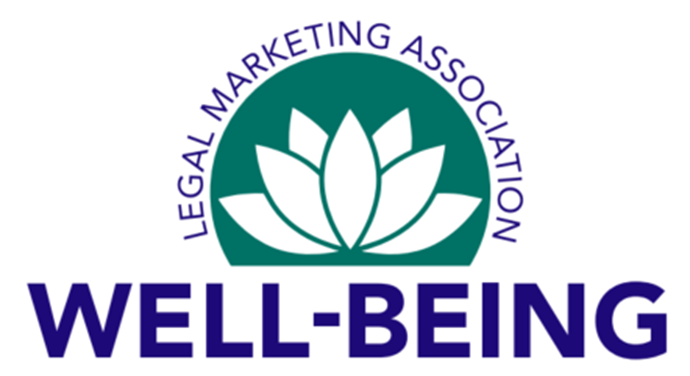 LEGAL MARKETING ASSOCIATION
WELL-BEING